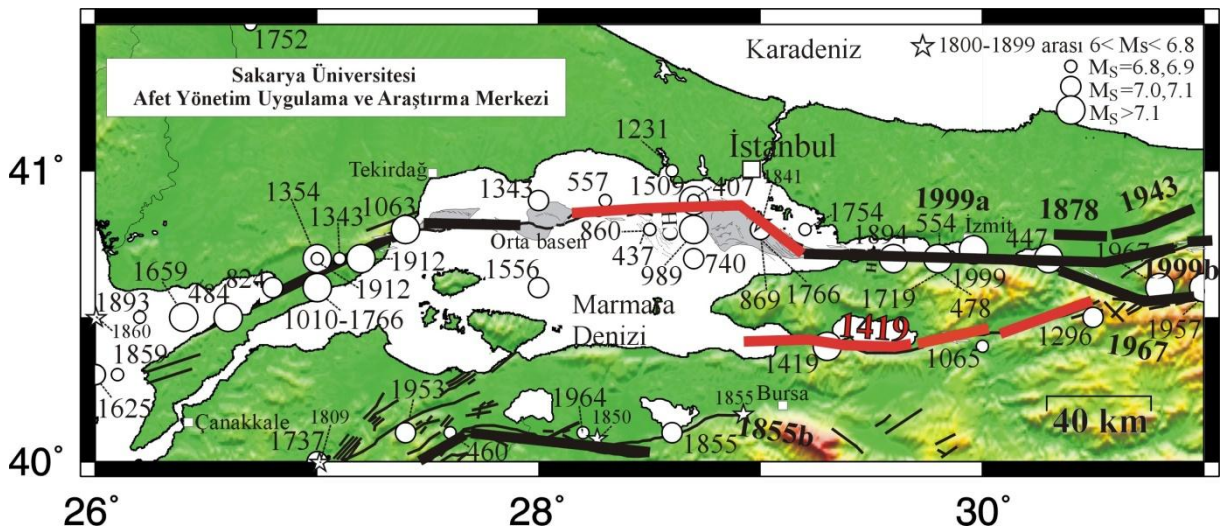 1752
Karadeniz
1800-1899 arası 6< Ms< 6.8
Sakarya Üniversitesi
Afet Yönetim Uygulama ve Araştırma Merkezi
M_S=6.8,6.9
M_S=7.0,7.1
M_S>7.1
41°
1231
İstanbul
Tekirdağ
1354
1343
1063
1343
557
1509
407
1841
1754
1999a
554
İzmit
1878
1943
1894
447
1967
1659
484
824
1912
1912
Orta basen
860
437
989
740
1556
869
1766
1719
1999
478
1999b
1893
1860
1010-1766
Marmara
Denizi
1419
1419
1065
1296
1957
1967
1859
1625
1953
1964
1850
1855
Bursa
Çanakkale
1809
1737
460
1855
1855b
40 km
40°
26°
28°
30°